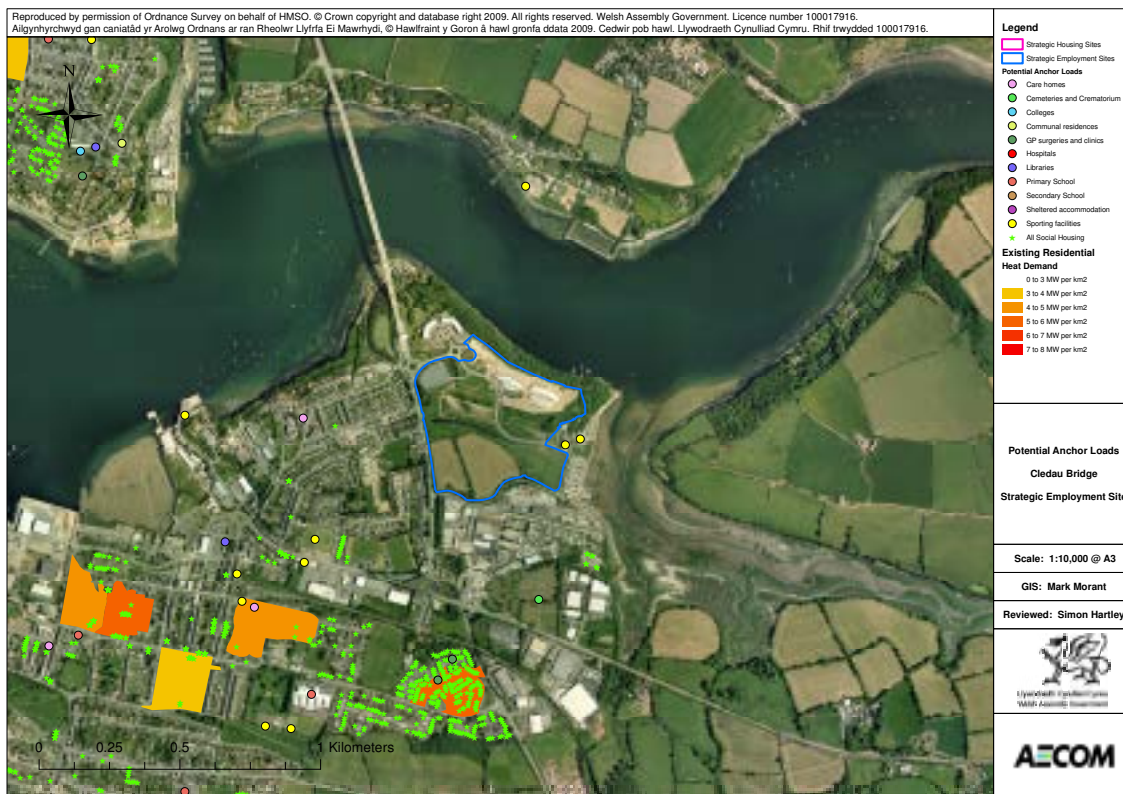 Reproduced by permission of Ordnance Survey on behalf of HMSO. © Crown copyright and database right 2009. All rights reserved. Welsh Assembly Government. Licence number 100017916.
Ailgynhyrchwyd gan caniatâd yr Arolwg Ordnans ar ran Rheolwr Llyfrfa Ei Mawrhydi, © Hawlfraint y Goron â hawl gronfa ddata 2009. Cedwir pob hawl. Llywodraeth Cynulliad Cymru. Rhif trwydded 100017916.
N
0 0.25 0.5 1 Kilometers
Legend
Strategic Housing Sites
Strategic Employment Sites
Potential Anchor Loads
Care homes
Cemeteries and Crematorium
Colleges
Communal residences
GP surgeries and clinics
Hospitals
Libraries
Primary School
Secondary School
Sheltered accommodation
Sporting facilities
All Social Housing
Existing Residential
Heat Demand
0 to 3 MW per km2
3 to 4 MW per km2
4 to 5 MW per km2
5 to 6 MW per km2
6 to 7 MW per km2
7 to 8 MW per km2
Potential Anchor Loads
Cledau Bridge
Strategic Employment Site
Scale: 1:10,000 @ A3
GIS: Mark Morant
Reviewed: Simon Hartley
Llywodraeth Cynulliad Cymru
Welsh Assembly Government
AECOM